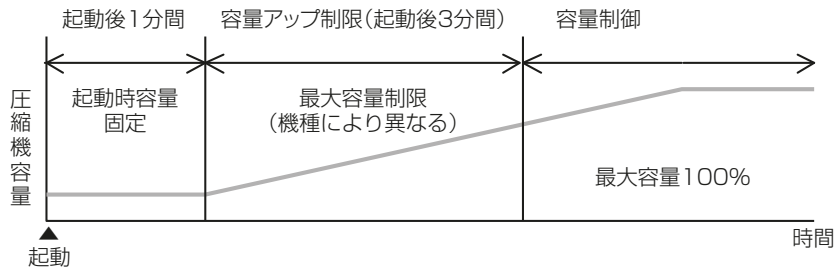 起動後1分間
容量アップ制限(起動後3分間)
容量制御
圧縮機容量
起動時容量
固定
最大容量制限
(機種により異なる)
最大容量100%
時間
起動